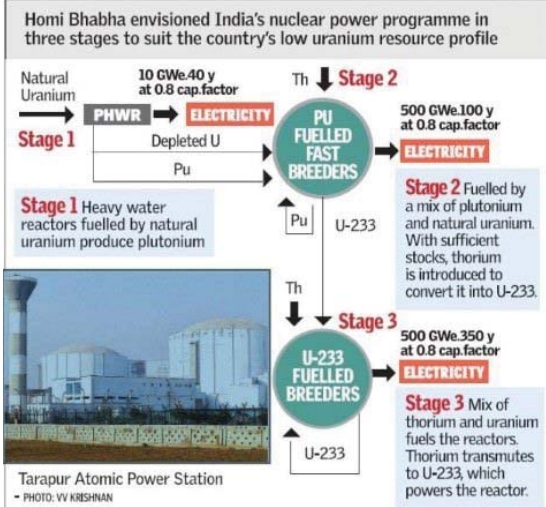 Homi Bhabha envisioned India's nuclear power programme in
three stages to suit the country's low uranium resource profile
Natural
Uranium
Stage 1
PHWR
10 GWe.40 y
at 0.8 cap.factor
ELECTRICITY
Depleted U
Pu
Th
Stage 2
PU
FUELLED
FAST
BREEDERS
500 GWe.100 y
at 0.8 cap.factor
ELECTRICITY
Stage 1 Heavy water
reactors fuelled by natural
uranium produce plutonium
Pu
U-233
Stage 2 Fuelled by
a mix of plutonium
and natural uranium.
With sufficient
stocks, thorium
is introduced to
convert it into U-233.
Th
Stage 3
U-233
FUELLED
BREEDERS
500 GWe.350 y
at 0.8 cap.factor
ELECTRICITY
U-233
Stage 3 Mix of
thorium and uranium
fuels the reactors.
Thorium transmutes
to U-233, which
powers the reactor.
Tarapur Atomic Power Station
- PHOTO: VV KRISHNAN